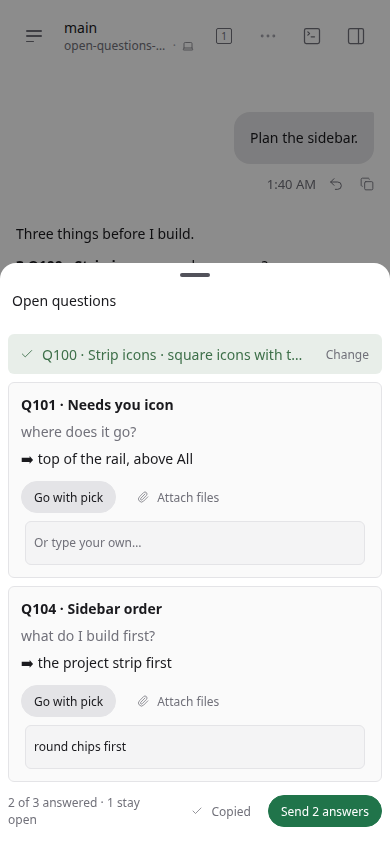 main
open-questions-... ·
1
Plan the sidebar.
1:40 AM
Three things before I build.
Open questions
Q100 · Strip icons · square icons with t... Change
Q101 · Needs you icon
where does it go?
➡ top of the rail, above All
Go with pick Attach files
Or type your own...
Q104 · Sidebar order
what do I build first?
➡ the project strip first
Go with pick Attach files
round chips first
2 of 3 answered · 1 stay open
Copied
Send 2 answers